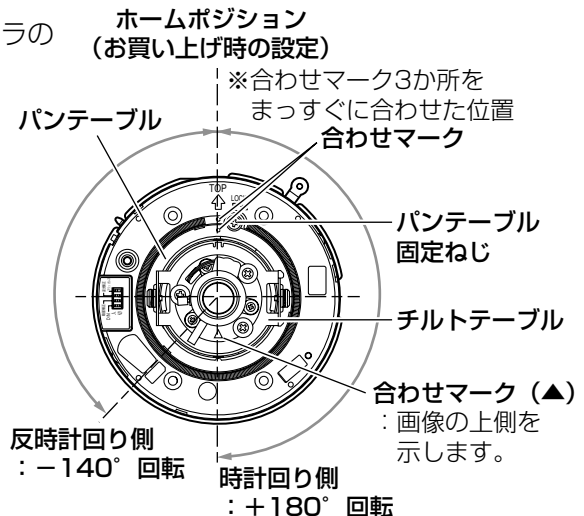 ラの
ホームポジション
（お買い上げ時の設定）
※合わせマーク3か所を
まっすぐに合わせた位置
パンテーブル
合わせマーク
TOP
LOCK
パンテーブル
固定ねじ
チルトテーブル
合わせマーク（▲）
：画像の上側を
示します。
反時計回り側
：－140°回転
時計回り側
：＋180°回転